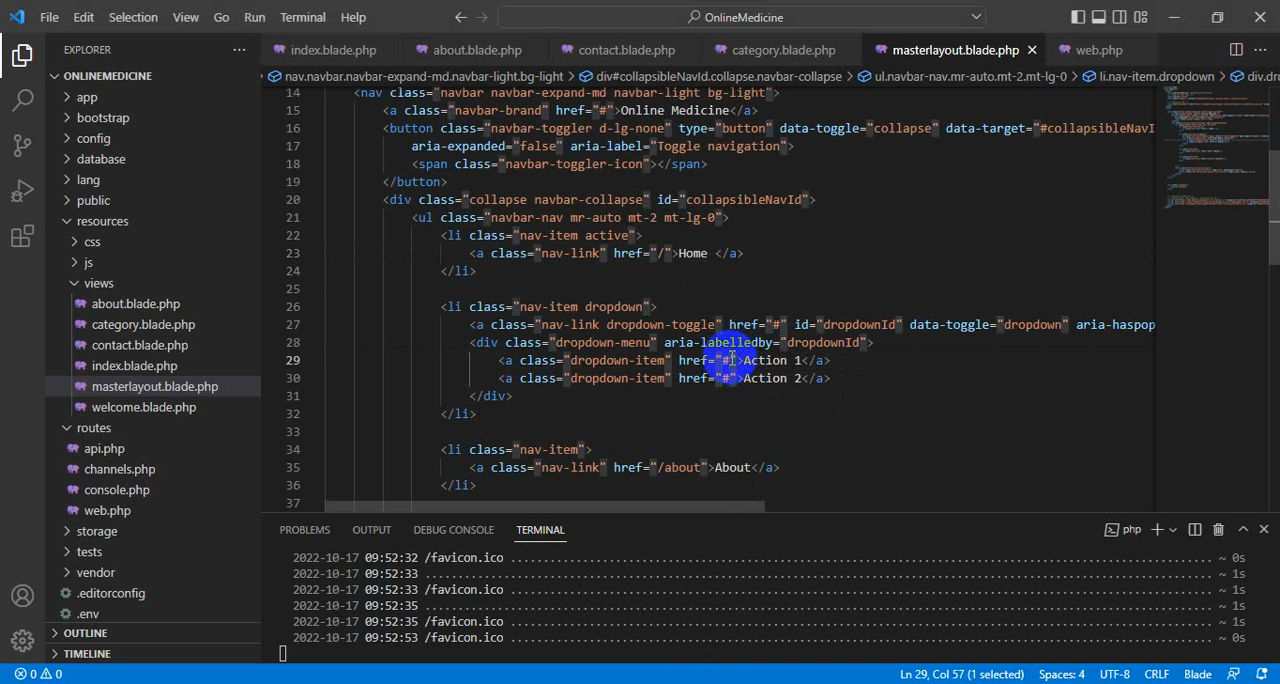 File Edit Selection View Go Run Terminal Help OnlineMedicine
EXPLORER
index.blade.php about.blade.php contact.blade.php category.blade.php masterlayout.blade.php web.php
ONLINEMEDICINE
nav.navbar.navbar-expand-md.navbar-light.bg-light > div#collapsibleNavId.collapse.navbar-collapse > ul.navbar-nav.mr-auto.mt-2.mt-lg-0 > li.nav-item.dropdown > div.dro
app
bootstrap
config
database
lang
public
resources
css
js
views
about.blade.php
category.blade.php
contact.blade.php
index.blade.php
masterlayout.blade.php
welcome.blade.php
routes
api.php
channels.php
console.php
web.php
storage
tests
vendor
.editorconfig
.env
OUTLINE
TIMELINE
14 <nav class="navbar navbar-expand-md navbar-light bg-light">
15 <a class="navbar-brand" href="#">Online Medicine</a>
16 <button class="navbar-toggler d-lg-none" type="button" data-toggle="collapse" data-target="#collapsibleNavI
17 aria-expanded="false" aria-label="Toggle navigation">
18 <span class="navbar-toggler-icon"></span>
19 </button>
20 <div class="collapse navbar-collapse" id="collapsibleNavId">
21 <ul class="navbar-nav mr-auto mt-2 mt-lg-0">
22 <li class="nav-item active">
23 <a class="nav-link" href="/">Home </a>
24 </li>
25
26 <li class="nav-item dropdown">
27 <a class="nav-link dropdown-toggle" href="#" id="dropdownId" data-toggle="dropdown" aria-haspop
28 <div class="dropdown-menu" aria-labelledby="dropdownId">
29 <a class="dropdown-item" href="#">Action 1</a>
30 <a class="dropdown-item" href="#">Action 2</a>
31 </div>
32 </li>
33
34 <li class="nav-item">
35 <a class="nav-link" href="/about">About</a>
36 </li>
37
PROBLEMS OUTPUT DEBUG CONSOLE TERMINAL php
2022-10-17 09:52:32 /favicon.ico ........ ~ 0s
2022-10-17 09:52:33 ........ ~ 1s
2022-10-17 09:52:33 /favicon.ico ........ ~ 1s
2022-10-17 09:52:35 ........ ~ 1s
2022-10-17 09:52:35 /favicon.ico ........ ~ 1s
2022-10-17 09:52:53 /favicon.ico ........ ~ 0s
0 0 Ln 29, Col 57 (1 selected) Spaces: 4 UTF-8 CRLF Blade